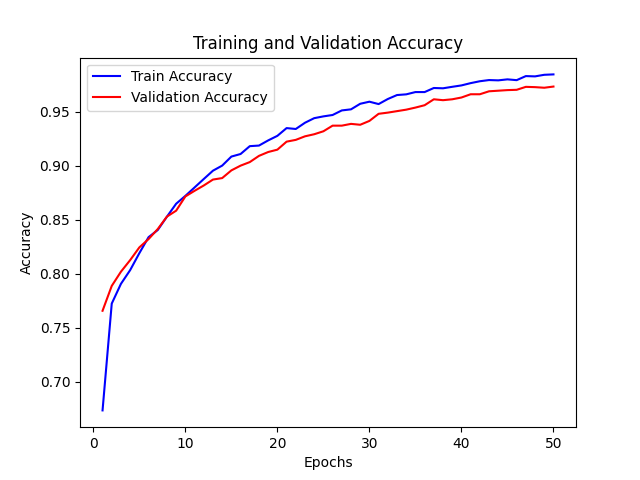 Training and Validation Accuracy
Train Accuracy
Validation Accuracy
0.95
0.90
0.85
0.80
0.75
0.70
Accuracy
0 10 20 30 40 50
Epochs